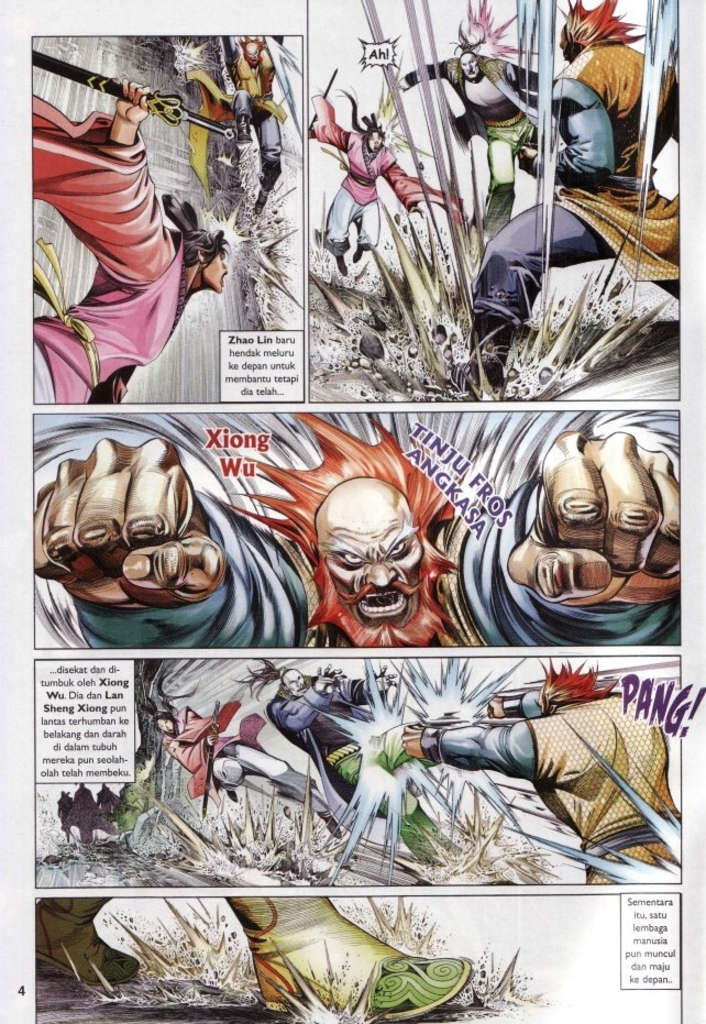 Ah!
Zhao Lin baru
hendak meluru
ke depan untuk
membantu tetapi
dia telah...
Xiong
Wu
TINJU FROS
ANGKASA
...disekat dan di-
tumbuk oleh Xiong
Wu. Dia dan Lan
Sheng Xiong pun
lantas terhumban ke
belakang dan darah
di dalam tubuh
mereka pun seolah-
olah telah membeku.
PANG!
Sementara
itu, satu
lembaga
manusia
pun muncul
dan maju
ke depan..
4